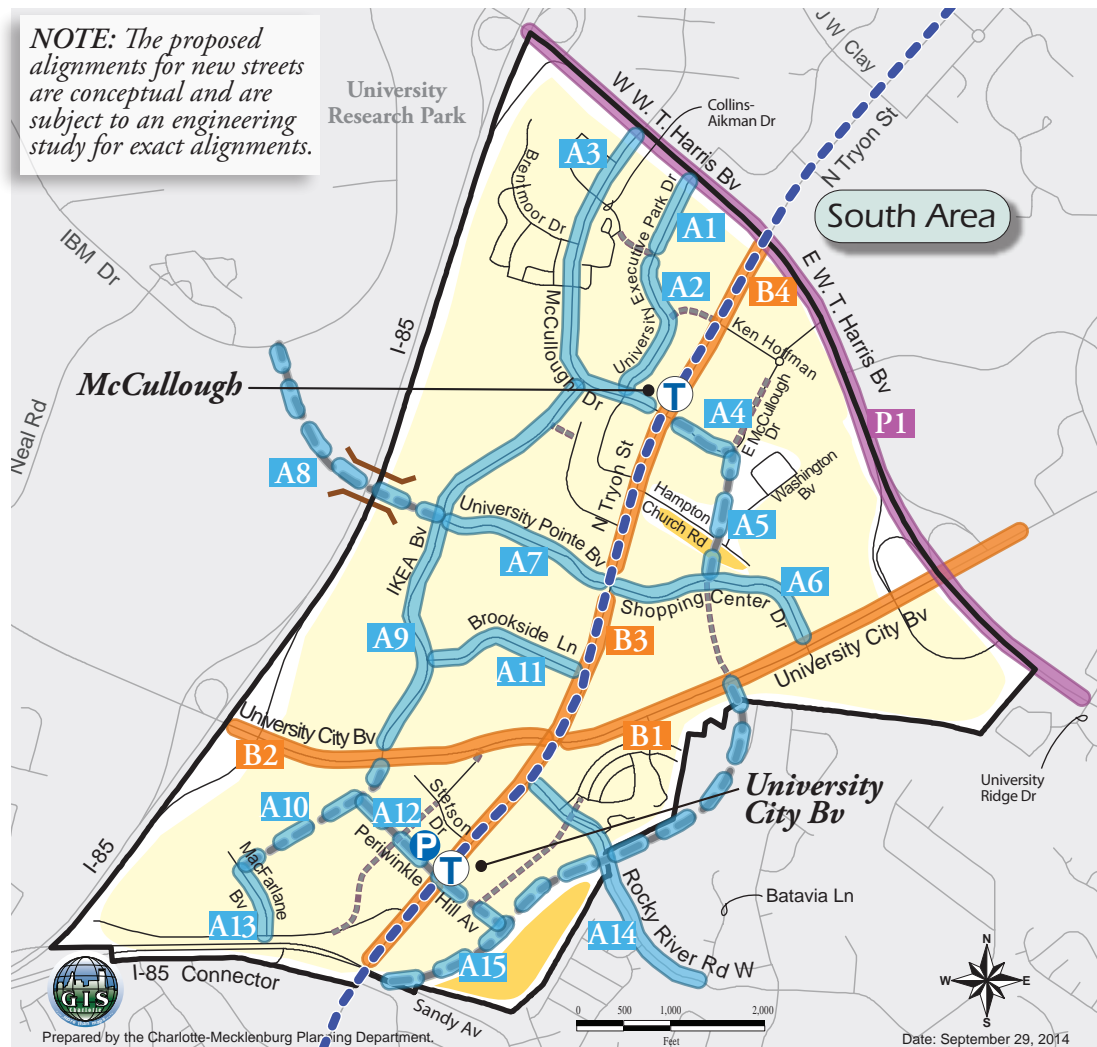 NOTE: The proposed
alignments for new streets
are conceptual and are
subject to an engineering
study for exact alignments.
University
Research Park
J W Clay
N Tryon St
South Area
W W. T. Harris Bv
Collins-
Aikman Dr
A3
Brentmoor Dr
University Executive Park Dr
A1
A2
B4
E W. T. Harris Bv
IBM Dr
I-85
Ken Hoffman
McCullough
McCullough Dr
T
A4
E McCullough
Dr
P1
Neal Rd
A8
N Tryon St
Washington
Bv
Hampton
Church Rd
A5
University Pointe Bv
IKEA Bv
A7
A6
Shopping Center Dr
A9
Brookside Ln
A11
B3
University City Bv
University City Bv
B2
B1
University
Ridge Dr
University
City Bv
A10
A12
Stetson
Dr
P
T
Periwinkle
Hill Av
I-85
MacFarlane
Bv
A13
Rocky River Rd W
Batavia Ln
A14
A15
I-85 Connector
Sandy Av
GIS
N
W
E
S
0 500 1,000 2,000
Feet
Prepared by the Charlotte-Mecklenburg Planning Department.
Date: September 29, 2014